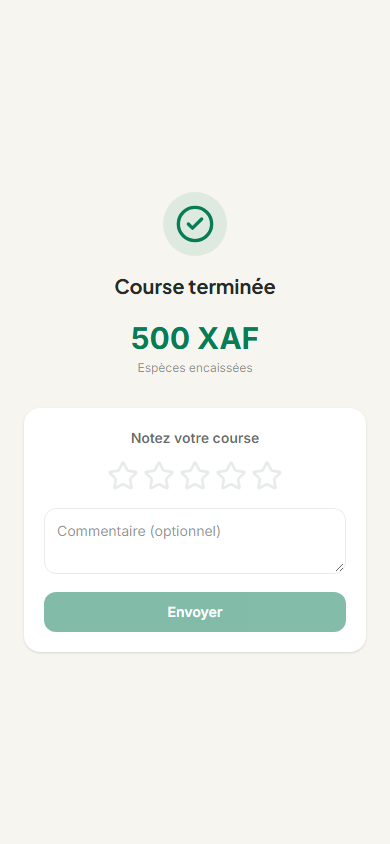 Course terminée
500 XAF
Espèces encaissées
Notez votre course
Commentaire (optionnel)
Envoyer